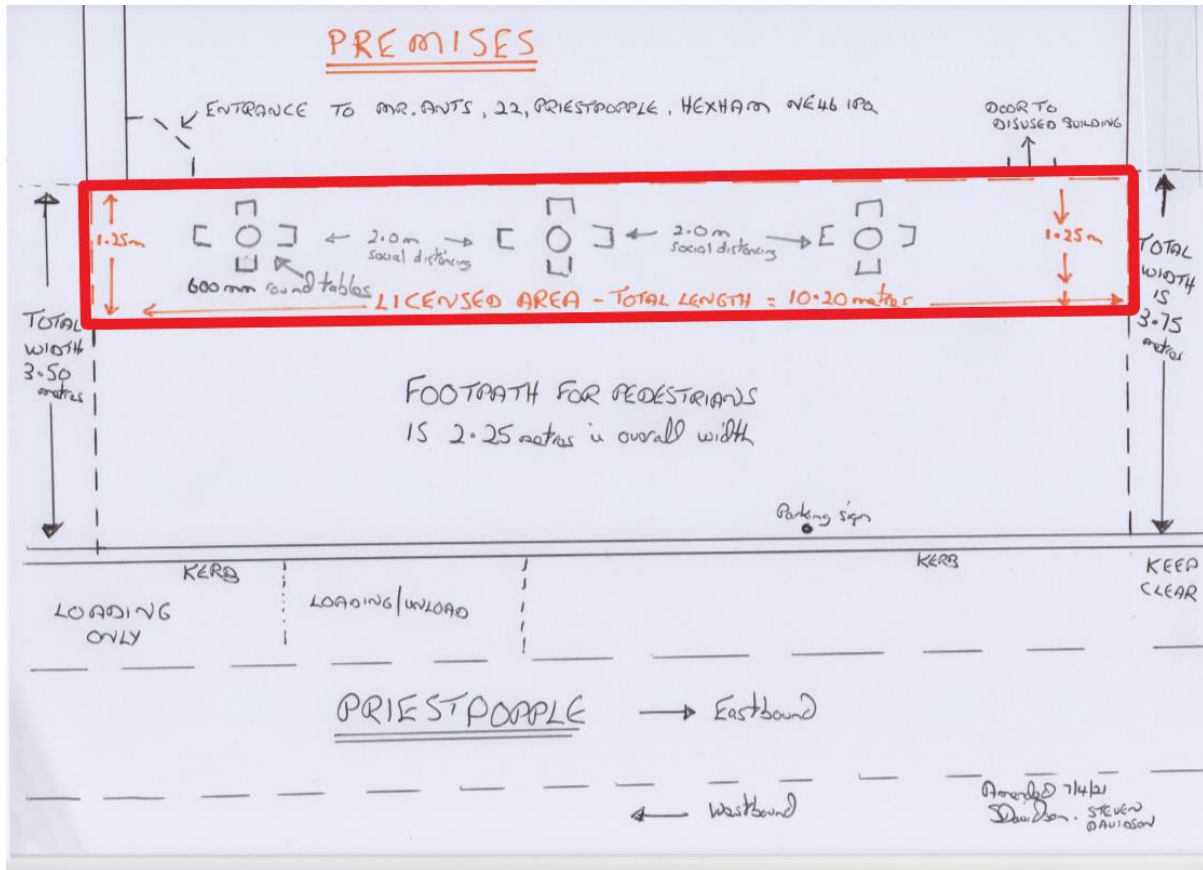 PREMISES
ENTRANCE TO MR. ANTS, 22, PRIESTPOPPLE, HEXHAM NE46 1PQ
DOOR TO
DISUSED BUILDING
1.25m
2.0m
social distancing
2.0m
social distancing
1.25m
600mm round tables
LICENSED AREA - TOTAL LENGTH = 10.20 metres
TOTAL
WIDTH
3.50
metres
TOTAL
WIDTH
IS
3.75
metres
FOOTPATH FOR PEDESTRIANS
IS 2.25 metres in overall width
Parking sign
KERB
KERB
KEEP
CLEAR
LOADING
ONLY
LOADING/UNLOAD
PRIESTPOPPLE → Eastbound
← Westbound
Amended 7/4/21
SDavidson. STEVEN
DAVIDSON